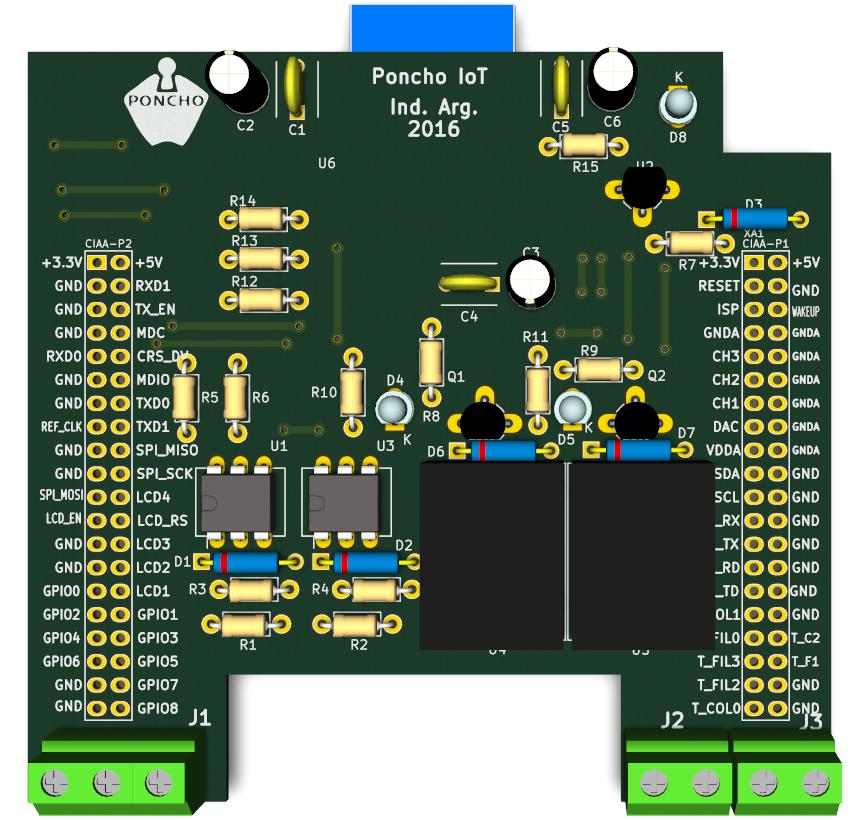 Poncho IoT
Ind. Arg.
2016
PONCHO
C2
C1
C5
C6
K
D8
U6
R15
R14
D3
R13
XA1
R7
CIAA-P2
CIAA-P1
R12
C3
C4
+3.3V +5V
GND RXD1
GND TX_EN
GND MDC
RXD0 CRS_DV
GND MDIO
GND TXD0
REF_CLK TXD1
GND SPI_MISO
GND SPI_SCK
SPI_MOSI LCD4
LCD_EN LCD_RS
GND LCD3
GND LCD2
GPIO0 LCD1
GPIO2 GPIO1
GPIO4 GPIO3
GPIO6 GPIO5
GND GPIO7
GND GPIO8
R5
R6
R10
D4
K
Q1
R8
R11
R9
Q2
D5
K
U1
U3
D6
D7
D1
D2
R3
R4
R1
R2
+3.3V +5V
RESET GND
ISP WAKEUP
GNDA GNDA
CH3 GNDA
CH2 GNDA
CH1 GNDA
DAC GNDA
VDDA GNDA
SDA GND
SCL GND
_RX GND
_TX GND
_RD GND
_TD GND
OL1 GND
FIL0 T_C2
T_FIL3 T_F1
T_FIL2 GND
T_COL0 GND
J1
J2
J3